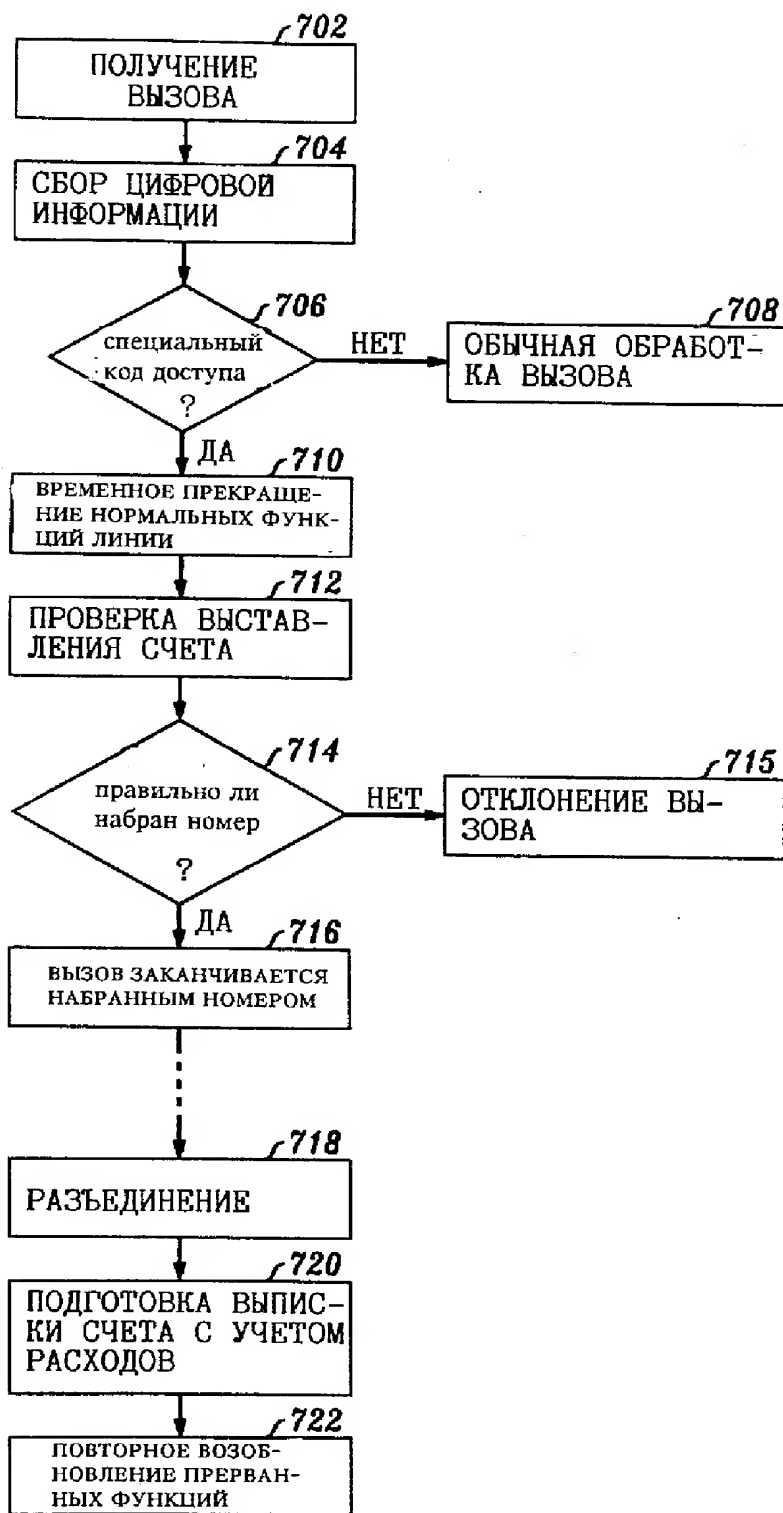 702
ПОЛУЧЕНИЕ
ВЫЗОВА
704
СБОР ЦИФРОВОЙ
ИНФОРМАЦИИ
706
специальный
код доступа
?
НЕТ
708
ОБЫЧНАЯ ОБРАБОТ-
КА ВЫЗОВА
ДА
710
ВРЕМЕННОЕ ПРЕКРАЩЕ-
НИЕ НОРМАЛЬНЫХ ФУНК-
ЦИЙ ЛИНИИ
712
ПРОВЕРКА ВЫСТАВ-
ЛЕНИЯ СЧЕТА
714
правильно ли
набран номер
?
НЕТ
715
ОТКЛОНЕНИЕ ВЫ-
ЗОВА
ДА
716
ВЫЗОВ ЗАКАНЧИВАЕТСЯ
НАБРАННЫМ НОМЕРОМ
718
РАЗЪЕДИНЕНИЕ
720
ПОДГОТОВКА ВЫПИС-
КИ СЧЕТА С УЧЕТОМ
РАСХОДОВ
722
ПОВТОРНОЕ ВОЗОБ-
НОВЛЕНИЕ ПРЕРВАН-
НЫХ ФУНКЦИЙ